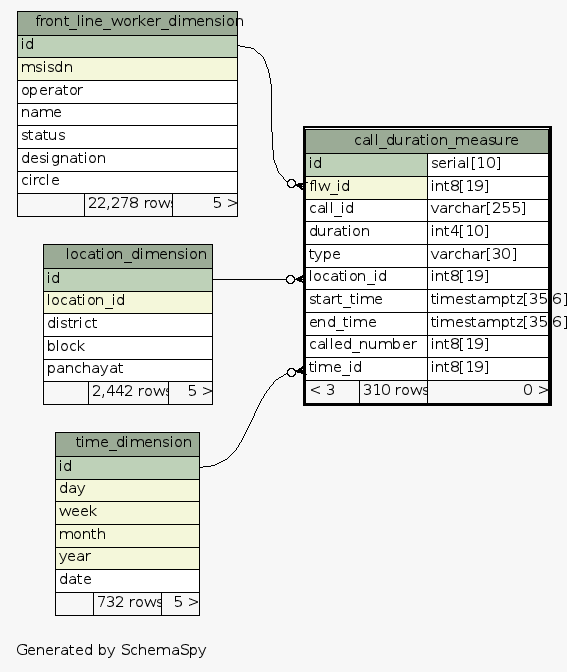 front_line_worker_dimension
id
msisdn
operator
name
status
designation
circle
22,278 rows 5 >
call_duration_measure
id serial[10]
flw_id int8[19]
call_id varchar[255]
duration int4[10]
type varchar[30]
location_id int8[19]
start_time timestamptz[35,6]
end_time timestamptz[35,6]
called_number int8[19]
time_id int8[19]
< 3 310 rows 0 >
location_dimension
id
location_id
district
block
panchayat
2,442 rows 5 >
time_dimension
id
day
week
month
year
date
732 rows 5 >
Generated by SchemaSpy